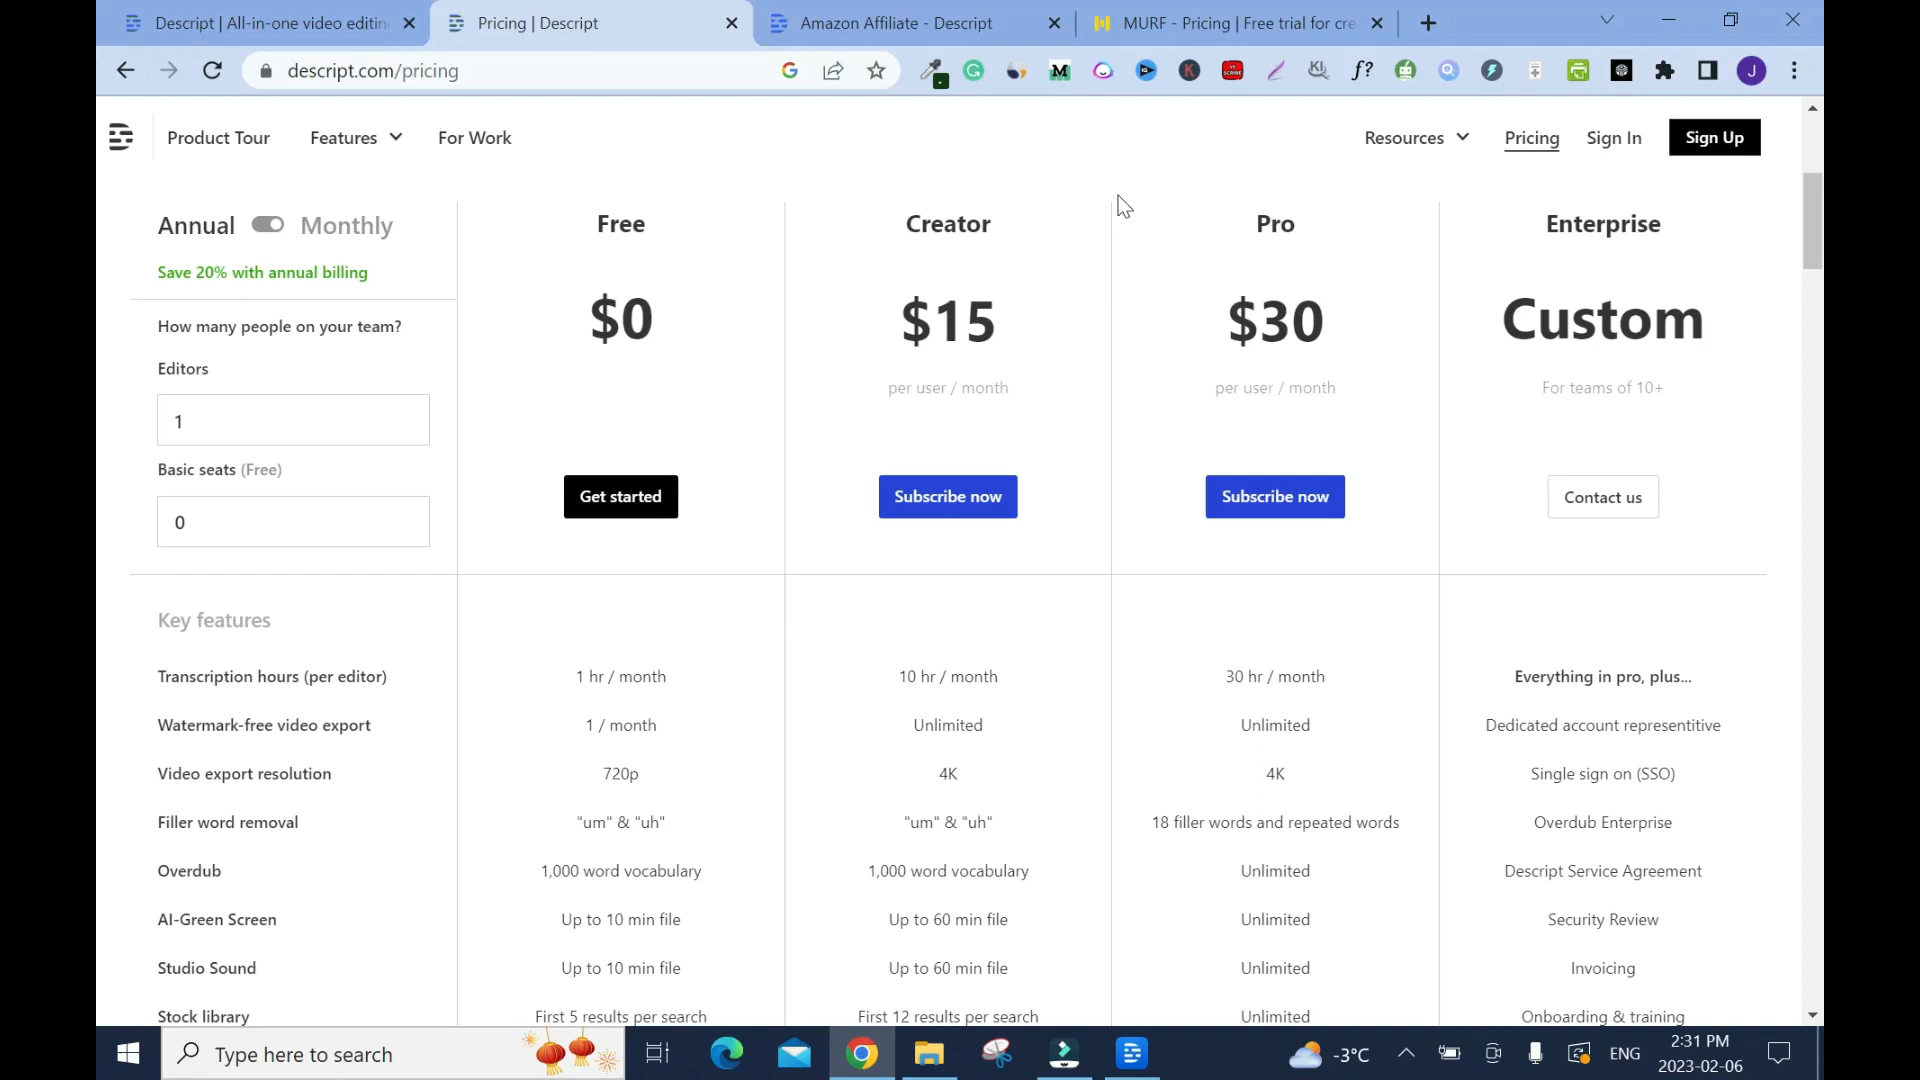 Descript | All-in-one video editin
Pricing | Descript
Amazon Affiliate - Descript
MURF - Pricing | Free trial for cre
descript.com/pricing
Product Tour
Features
For Work
Resources
Pricing
Sign In
Sign Up
Annual
Monthly
Save 20% with annual billing
How many people on your team?
Editors
1
Basic seats (Free)
0
Free
$0
Get started
Creator
$15
per user / month
Subscribe now
Pro
$30
per user / month
Subscribe now
Enterprise
Custom
For teams of 10+
Contact us
Key features
Transcription hours (per editor)
1 hr / month
10 hr / month
30 hr / month
Everything in pro, plus...
Watermark-free video export
1 / month
Unlimited
Unlimited
Dedicated account representitive
Video export resolution
720p
4K
4K
Single sign on (SSO)
Filler word removal
"um" & "uh"
"um" & "uh"
18 filler words and repeated words
Overdub Enterprise
Overdub
1,000 word vocabulary
1,000 word vocabulary
Unlimited
Descript Service Agreement
AI-Green Screen
Up to 10 min file
Up to 60 min file
Unlimited
Security Review
Studio Sound
Up to 10 min file
Up to 60 min file
Unlimited
Invoicing
Stock library
First 5 results per search
First 12 results per search
Unlimited
Onboarding & training
Type here to search
-3°C
ENG
2:31 PM
2023-02-06